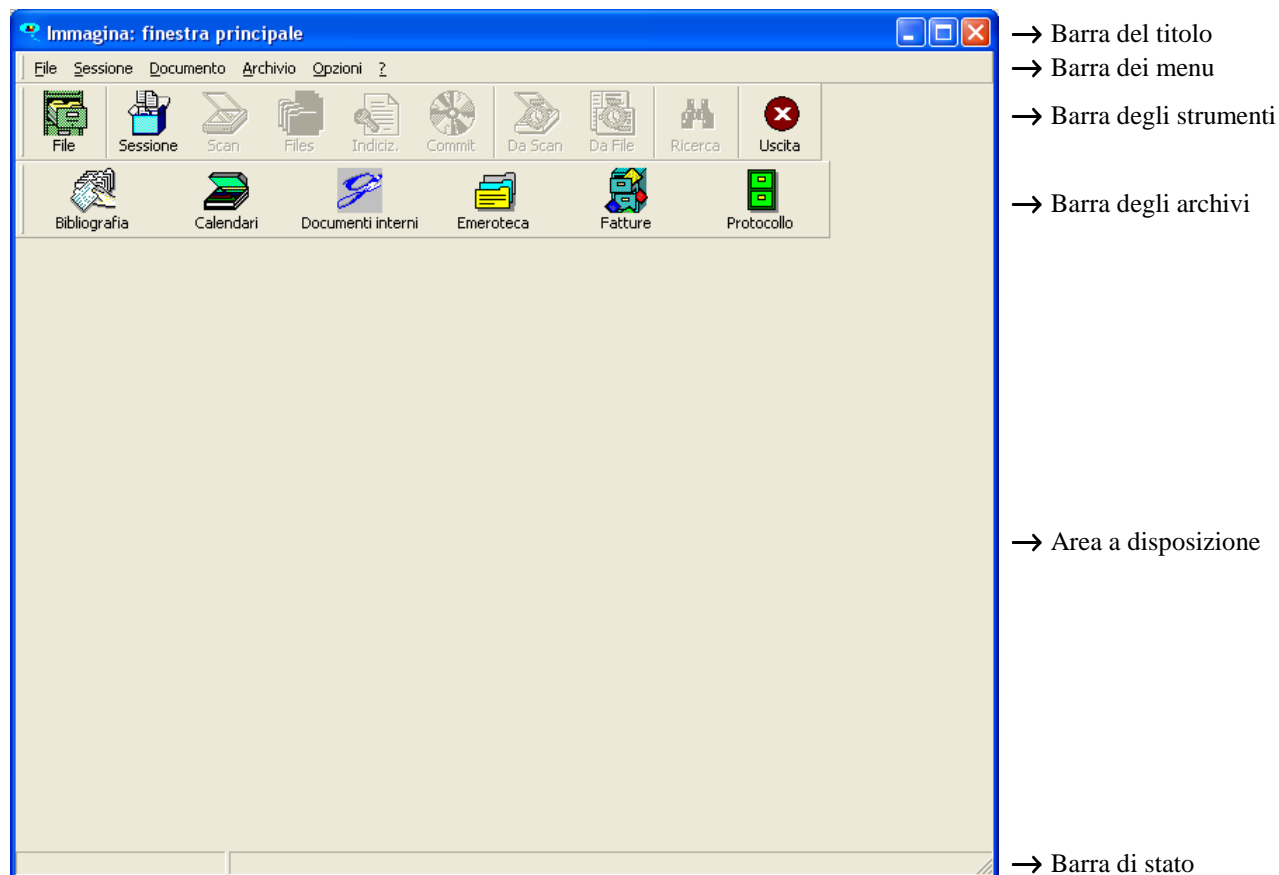 Immagina: finestra principale
→ Barra del titolo
File Sessione Documento Archivio Opzioni ?
→ Barra dei menu
File Sessione Scan Files Indiciz. Commit Da Scan Da File Ricerca Uscita
→ Barra degli strumenti
Bibliografia Calendari Documenti interni Emeroteca Fatture Protocollo
→ Barra degli archivi
→ Area a disposizione
→ Barra di stato